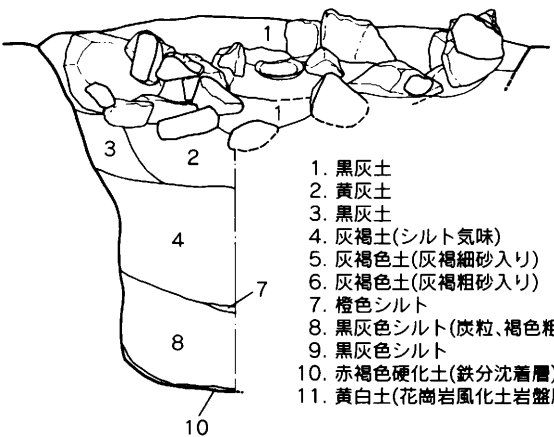 1
1
3
2
4
7
8
10
1. 黒灰土
2. 黄灰土
3. 黒灰土
4. 灰褐土(シルト気味)
5. 灰褐色土(灰褐細砂入り)
6. 灰褐色土(灰褐粗砂入り)
7. 橙色シルト
8. 黒灰色シルト(炭粒、褐色粗
9. 黒灰色シルト
10. 赤褐色硬化土(鉄分沈着層)
11. 黄白土(花崗岩風化土岩盤